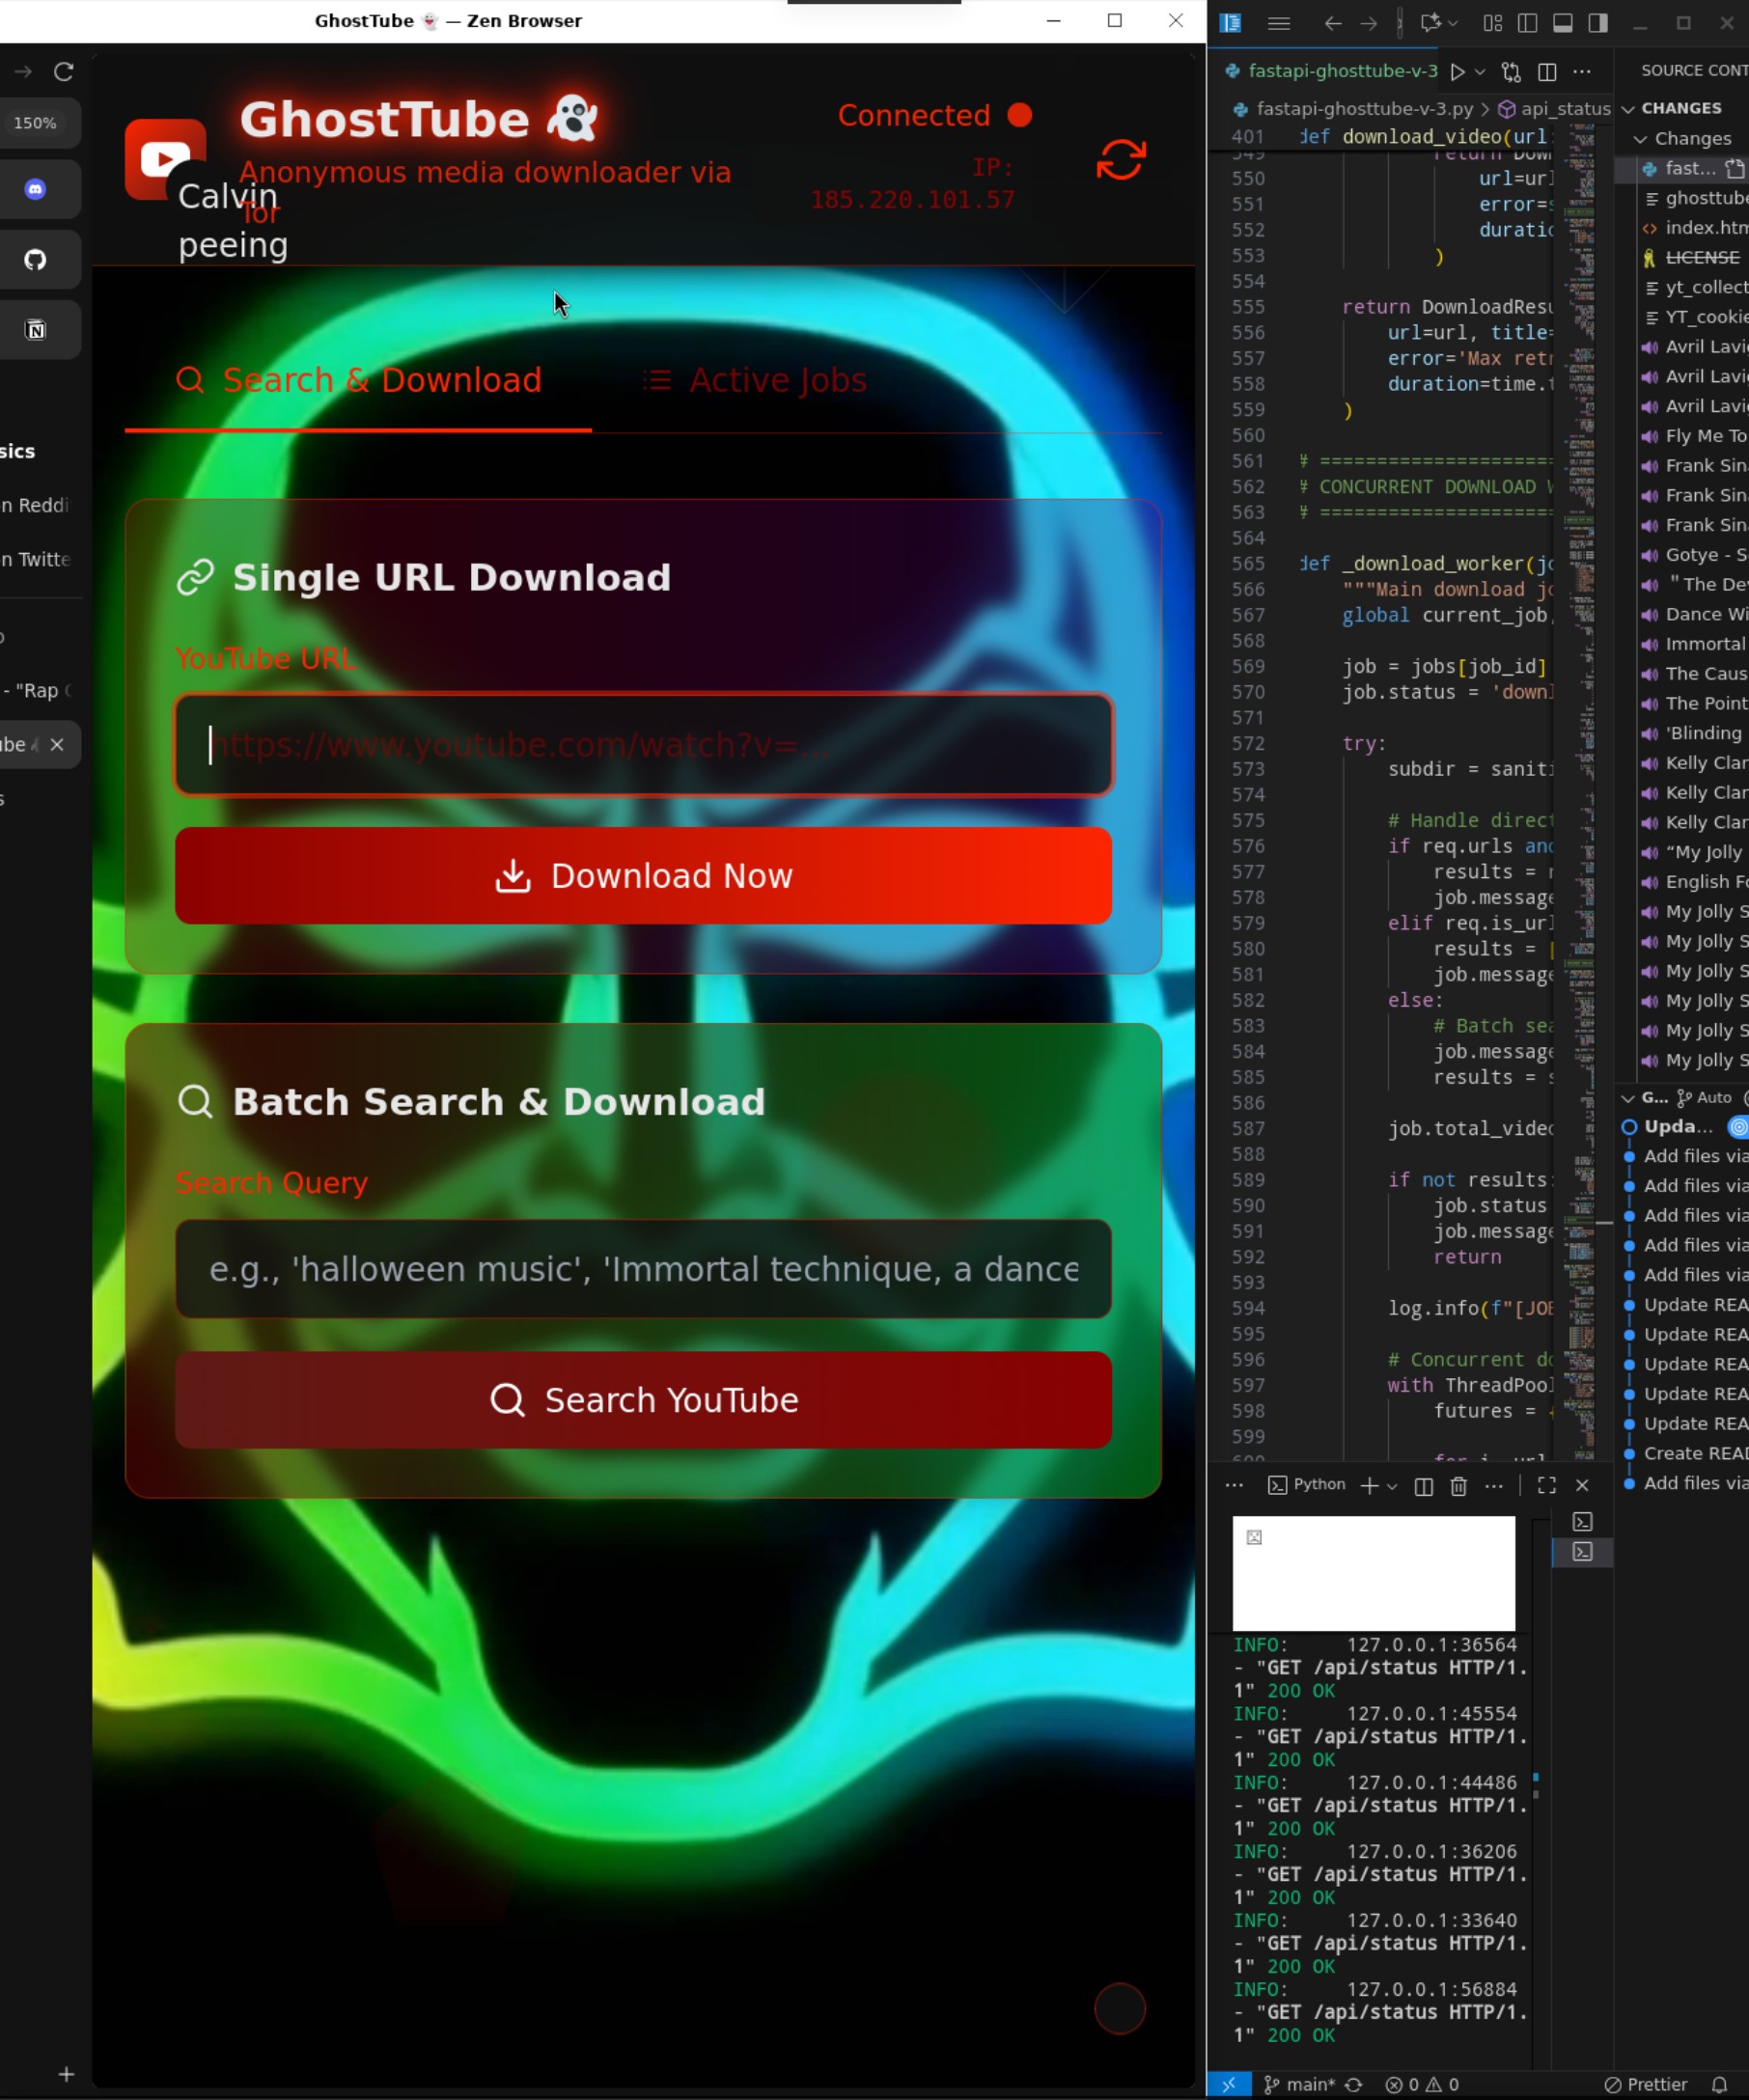 GhostTube 👻 — Zen Browser
150%
sics
n Reddi
n Twitte
- "Rap
ube
s
GhostTube 👻
Anonymous media downloader via
Tor
Calvin
peeing
Connected
IP:
185.220.101.57
Search & Download
Active Jobs
Single URL Download
YouTube URL
https://www.youtube.com/watch?v=...
Download Now
Batch Search & Download
Search Query
e.g., 'halloween music', 'Immortal technique, a dance
Search YouTube
fastapi-ghosttube-v-3
fastapi-ghosttube-v-3.py > api_status
401 def download_video(url:
549 return Down
550 url=url
551 error=s
552 duratio
553 )
554
555 return DownloadResu
556 url=url, title=
557 error='Max retr
558 duration=time.t
559 )
560
561 # =======================
562 # CONCURRENT DOWNLOAD W
563 # =======================
564
565 def _download_worker(jo
566 """Main download jo
567 global current_job,
568
569 job = jobs[job_id]
570 job.status = 'downl
571
572 try:
573 subdir = saniti
574
575 # Handle direct
576 if req.urls and
577 results = r
578 job.message
579 elif req.is_url
580 results = [
581 job.message
582 else:
583 # Batch sea
584 job.message
585 results = s
586
587 job.total_video
588
589 if not results:
590 job.status
591 job.message
592 return
593
594 log.info(f"[JOB
595
596 # Concurrent do
597 with ThreadPool
598 futures = {
599
600 for i, url
SOURCE CONT
CHANGES
Changes
fast...
ghosttube
index.htm
LICENSE
yt_collect
YT_cookie
Avril Lavi
Avril Lavi
Avril Lavi
Fly Me To
Frank Sin
Frank Sin
Frank Sin
Gotye - S
"The De
Dance Wi
Immortal
The Caus
The Point
'Blinding
Kelly Clar
Kelly Clar
Kelly Clar
“My Jolly
English Fo
My Jolly S
My Jolly S
My Jolly S
My Jolly S
My Jolly S
My Jolly S
G... Auto
Upda...
Add files via
Add files via
Add files via
Add files via
Add files via
Update REA
Update REA
Update REA
Update REA
Update REA
Create READ
Add files via
Python
INFO: 127.0.0.1:36564
- "GET /api/status HTTP/1.
1" 200 OK
INFO: 127.0.0.1:45554
- "GET /api/status HTTP/1.
1" 200 OK
INFO: 127.0.0.1:44486
- "GET /api/status HTTP/1.
1" 200 OK
INFO: 127.0.0.1:36206
- "GET /api/status HTTP/1.
1" 200 OK
INFO: 127.0.0.1:33640
- "GET /api/status HTTP/1.
1" 200 OK
INFO: 127.0.0.1:56884
- "GET /api/status HTTP/1.
1" 200 OK
main* 0 0 Prettier